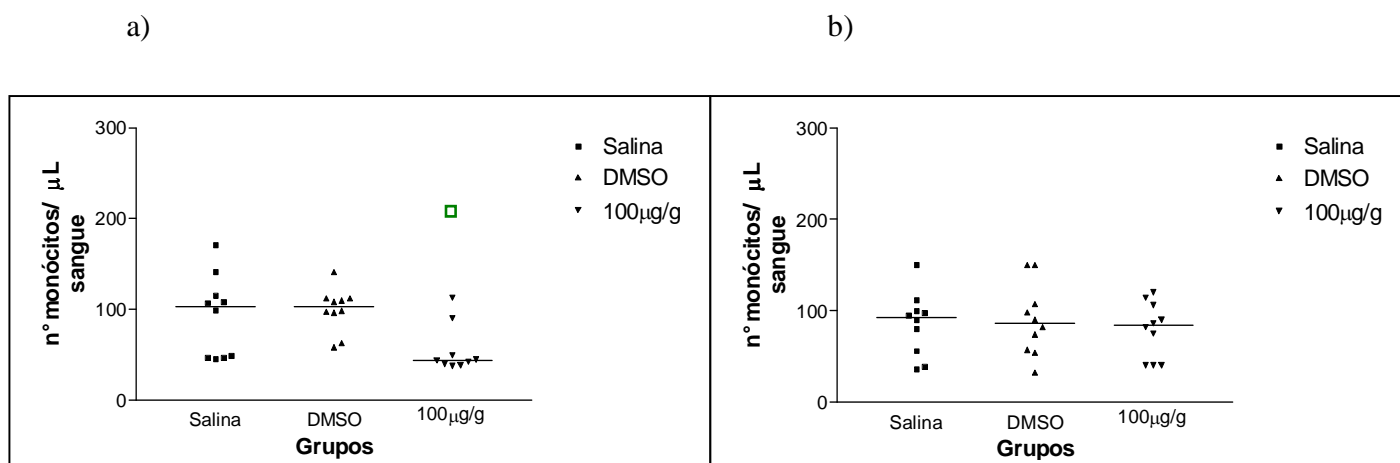 a)
b)
300
200
100
0
n° monócitos/ μL
sangue
Salina
DMSO
100μg/g
Grupos
Salina
DMSO
100μg/g
300
200
100
0
n° monócitos/ μL
sangue
Salina
DMSO
100μg/g
Grupos
Salina
DMSO
100μg/g